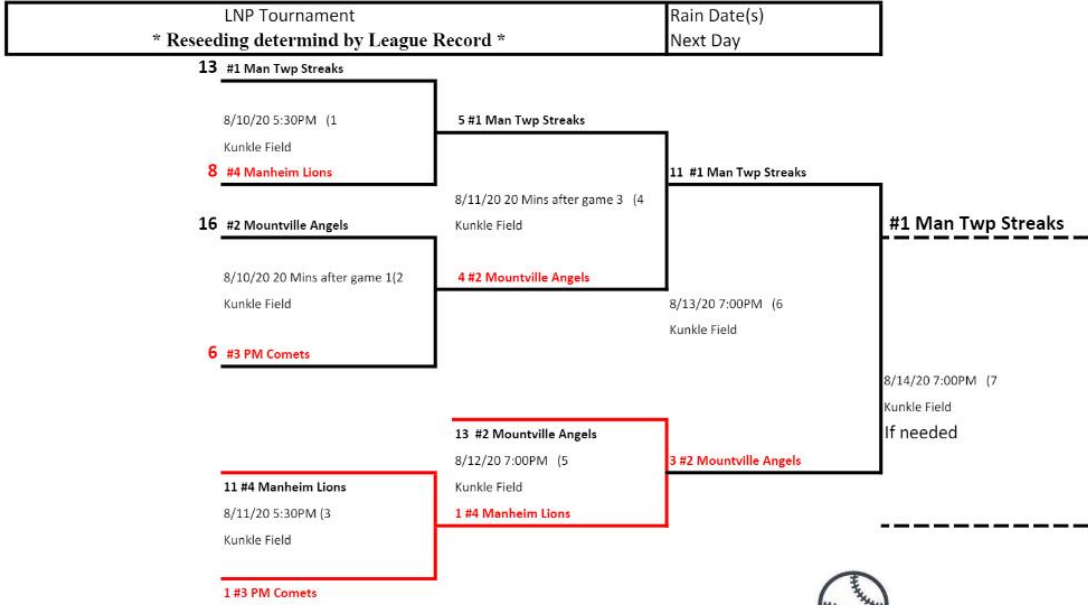 LNP Tournament
Rain Date(s)
* Reseeding determind by League Record *
Next Day
13 #1 Man Twp Streaks
8/10/20 5:30PM (1
Kunkle Field
8 #4 Manheim Lions
5 #1 Man Twp Streaks
16 #2 Mountville Angels
8/10/20 20 Mins after game 1(2
Kunkle Field
6 #3 PM Comets
8/11/20 20 Mins after game 3 (4
Kunkle Field
4 #2 Mountville Angels
11 #1 Man Twp Streaks
8/13/20 7:00PM (6
Kunkle Field
#1 Man Twp Streaks
8/14/20 7:00PM (7
Kunkle Field
If needed
13 #2 Mountville Angels
8/12/20 7:00PM (5
Kunkle Field
1 #4 Manheim Lions
3 #2 Mountville Angels
11 #4 Manheim Lions
8/11/20 5:30PM (3
Kunkle Field
1 #3 PM Comets